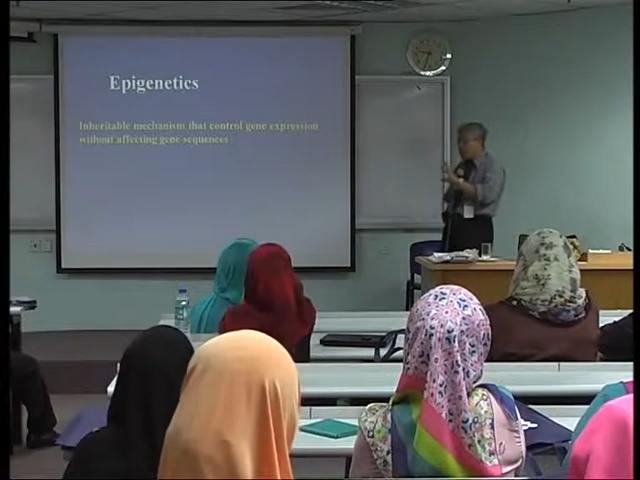 Epigenetics
Inheritable mechanism that control gene expression
without affecting gene sequences